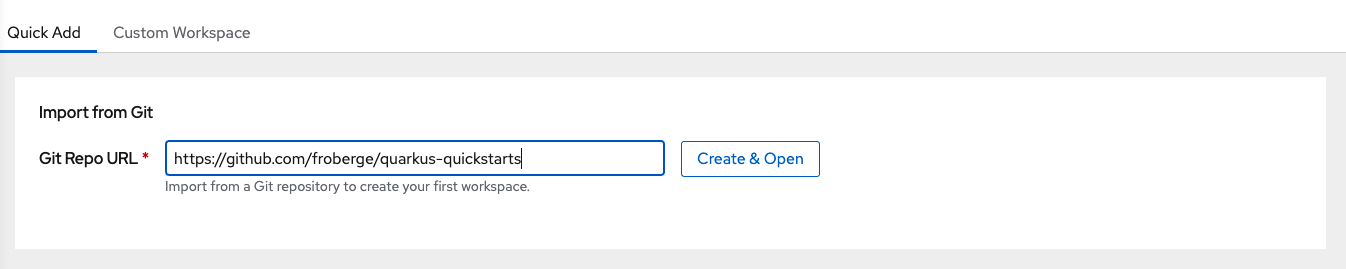 Quick Add Custom Workspace
Import from Git
Git Repo URL * https://github.com/froberge/quarkus-quickstarts Create & Open
Import from a Git repository to create your first workspace.